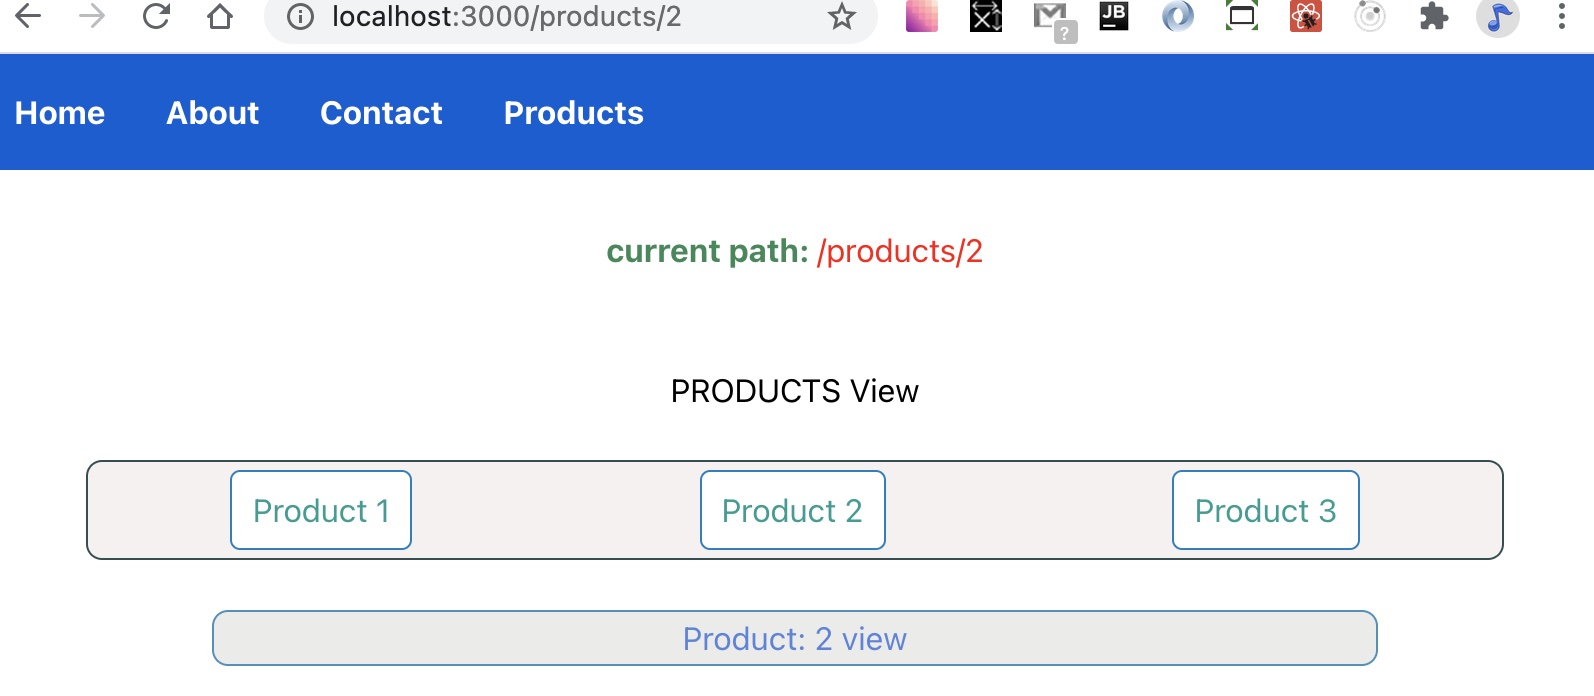 localhost:3000/products/2
?
JB
Home About Contact Products
current path: /products/2
PRODUCTS View
Product 1 Product 2 Product 3
Product: 2 view